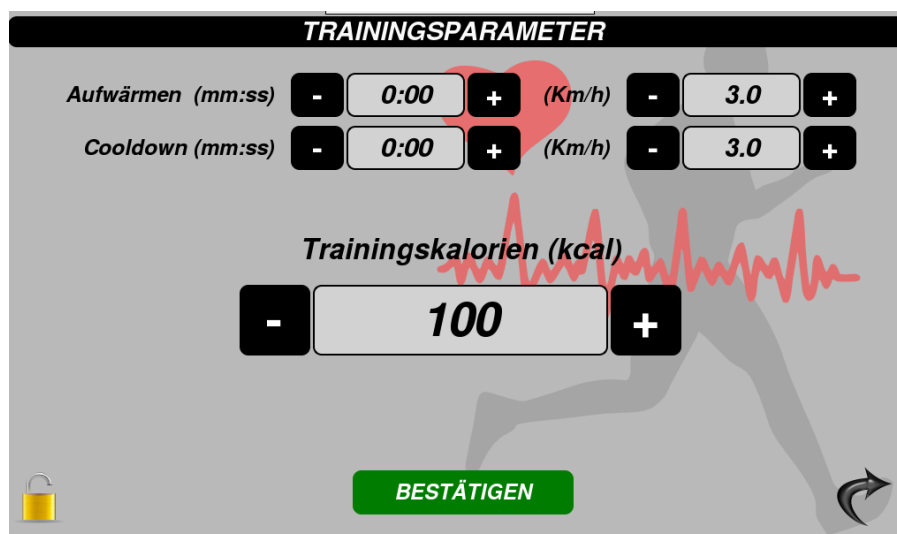 TRAININGSPARAMETER
Aufwärmen (mm:ss) - 0:00 + (Km/h) - 3.0 +
Cooldown (mm:ss) - 0:00 + (Km/h) - 3.0 +
Trainingskalorien (kcal)
- 100 +
BESTÄTIGEN